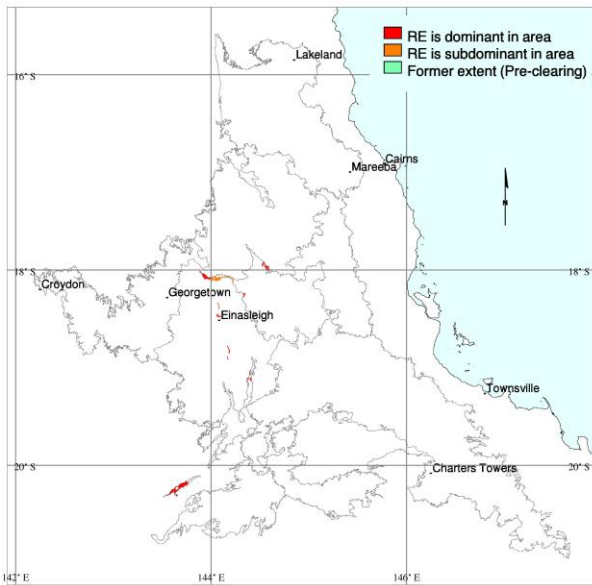 RE is dominant in area
RE is subdominant in area
Former extent (Pre-clearing)
Lakeland
16° S
Cairns
Mareeba
N
18° S
Croydon
Georgetown
Einasleigh
Townsville
20° S
Charters Towers
20° S
142° E
144° E
146° E
18° S